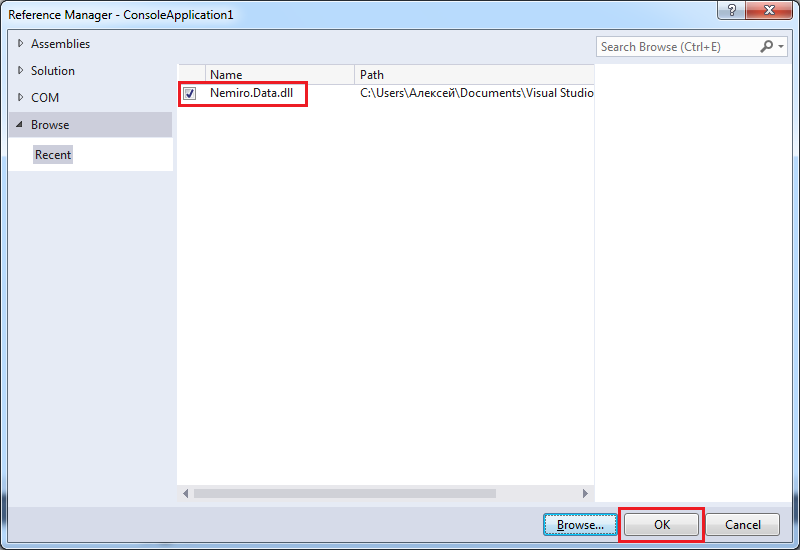 Reference Manager - ConsoleApplication1
?
Assemblies
Search Browse (Ctrl+E)
Solution
COM
Browse
Recent
Name Path
Nemiro.Data.dll C:\Users\Алексей\Documents\Visual Studio
Browse... OK Cancel